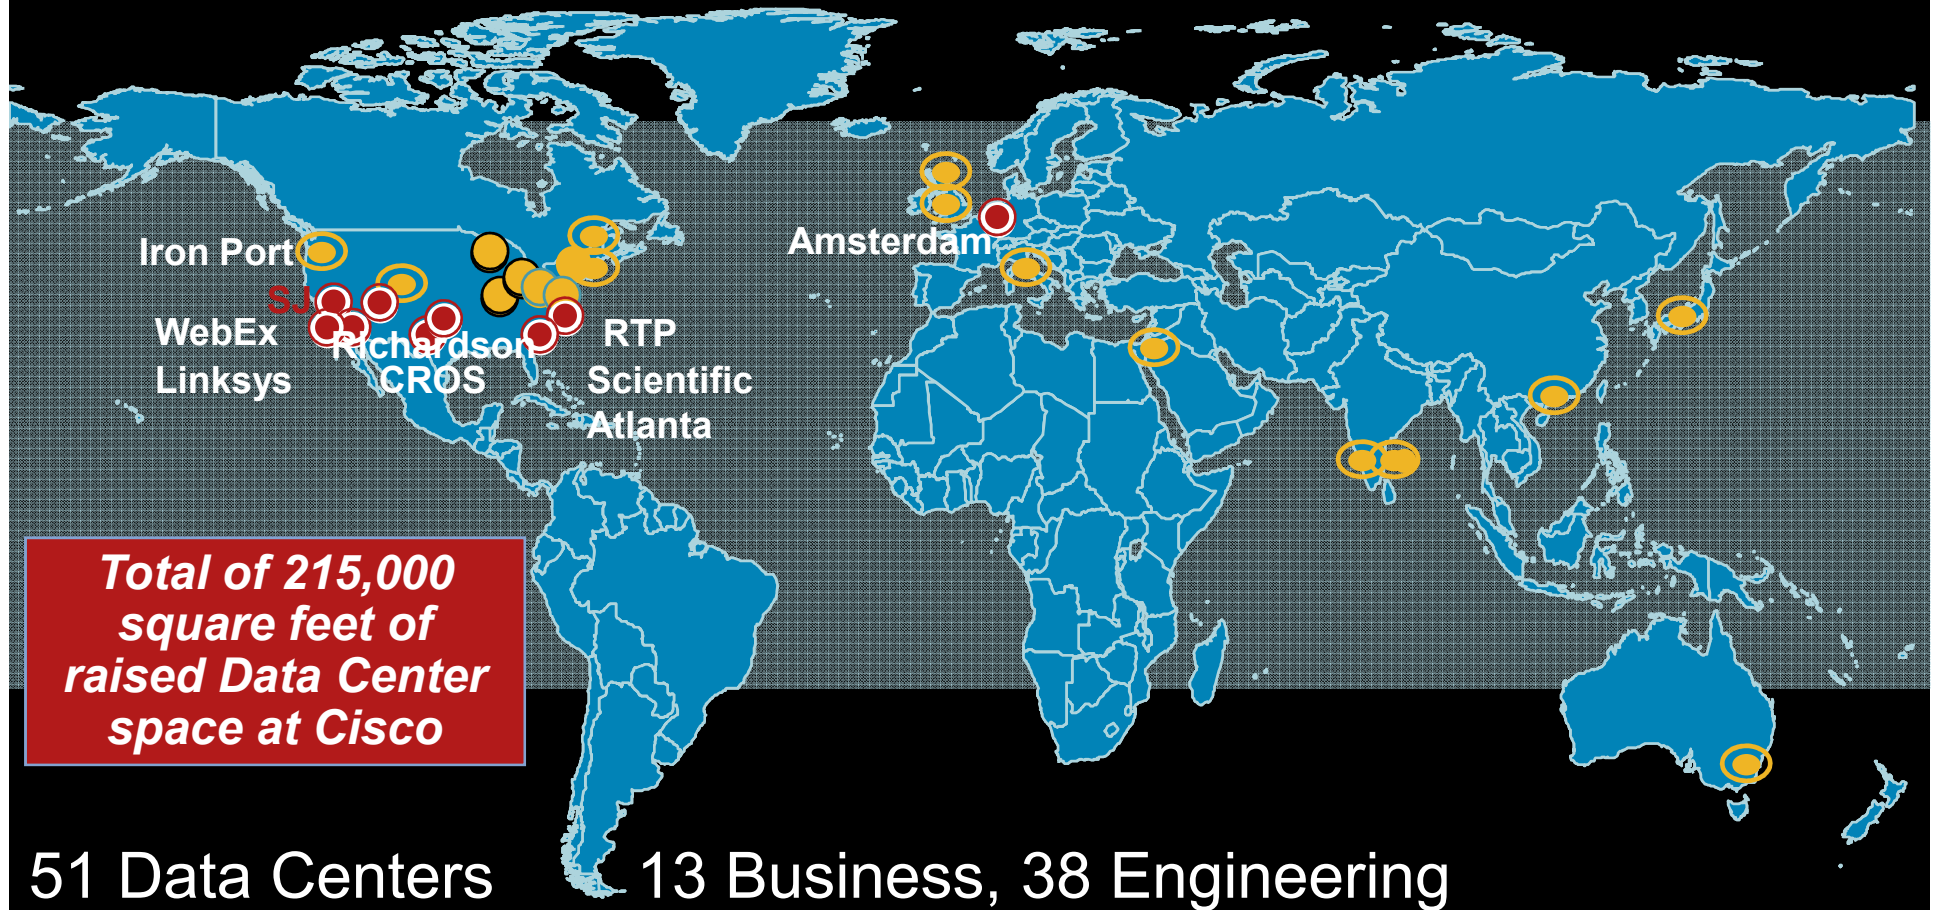 Iron Port
SJ
WebEx
Linksys
Richardson
CROS
RTP
Scientific
Atlanta
Amsterdam
Total of 215,000
square feet of
raised Data Center
space at Cisco
51 Data Centers
13 Business, 38 Engineering